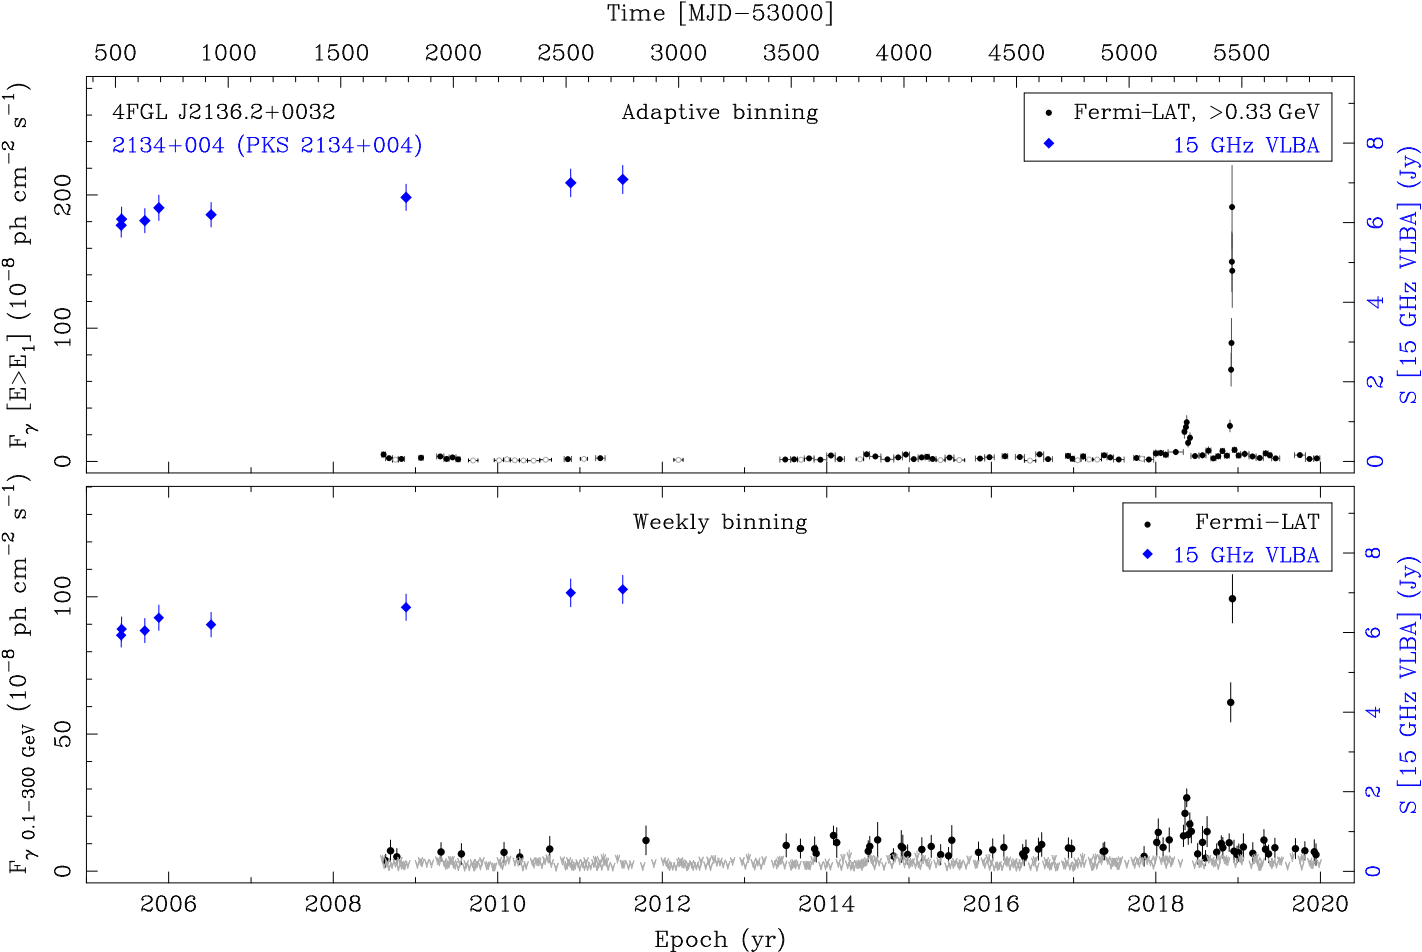 Time [MJD−53000]
500 1000 1500 2000 2500 3000 3500 4000 4500 5000 5500
4FGL J2136.2+0032
2134+004 (PKS 2134+004)
Adaptive binning
Fermi−LAT, >0.33 GeV
15 GHz VLBA
F_γ [E>E_1] (10^−8 ph cm^−2 s^−1)
200
100
0
S [15 GHz VLBA] (Jy)
8
6
4
2
0
Weekly binning
Fermi−LAT
15 GHz VLBA
F_γ 0.1−300 GeV (10^−8 ph cm^−2 s^−1)
100
50
0
S [15 GHz VLBA] (Jy)
8
6
4
2
0
2006 2008 2010 2012 2014 2016 2018 2020
Epoch (yr)